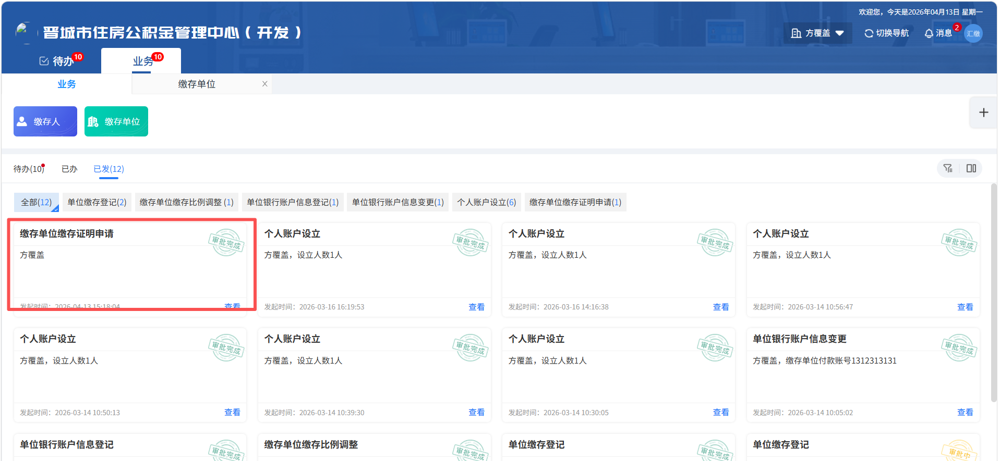 欢迎您，今天是2026年04月13日 星期一
晋城市住房公积金管理中心（开发）
方覆盖
切换导航
消息
2
汇缴
待办
10
业务
10
业务
缴存单位
缴存人
缴存单位
待办(10)
已办
已发(12)
全部(12)
单位缴存登记(2)
缴存单位缴存比例调整 (1)
单位银行账户信息登记(1)
单位银行账户信息变更(1)
个人账户设立(6)
缴存单位缴存证明申请(1)
缴存单位缴存证明申请
审批完成
方覆盖
发起时间：2026-04-13 15:18:04
查看
个人账户设立
审批完成
方覆盖，设立人数1人
发起时间：2026-03-16 16:19:53
查看
个人账户设立
审批完成
方覆盖，设立人数1人
发起时间：2026-03-16 14:16:38
查看
个人账户设立
审批完成
方覆盖，设立人数1人
发起时间：2026-03-14 10:56:47
查看
个人账户设立
审批完成
方覆盖，设立人数1人
发起时间：2026-03-14 10:50:13
查看
个人账户设立
审批完成
方覆盖，设立人数1人
发起时间：2026-03-14 10:39:30
查看
个人账户设立
审批完成
方覆盖，设立人数1人
发起时间：2026-03-14 10:30:05
查看
单位银行账户信息变更
审批完成
方覆盖，缴存单位付款账号1312313131
发起时间：2026-03-14 10:05:02
查看
单位银行账户信息登记
审批完成
缴存单位缴存比例调整
审批完成
单位缴存登记
审批完成
单位缴存登记
审批中